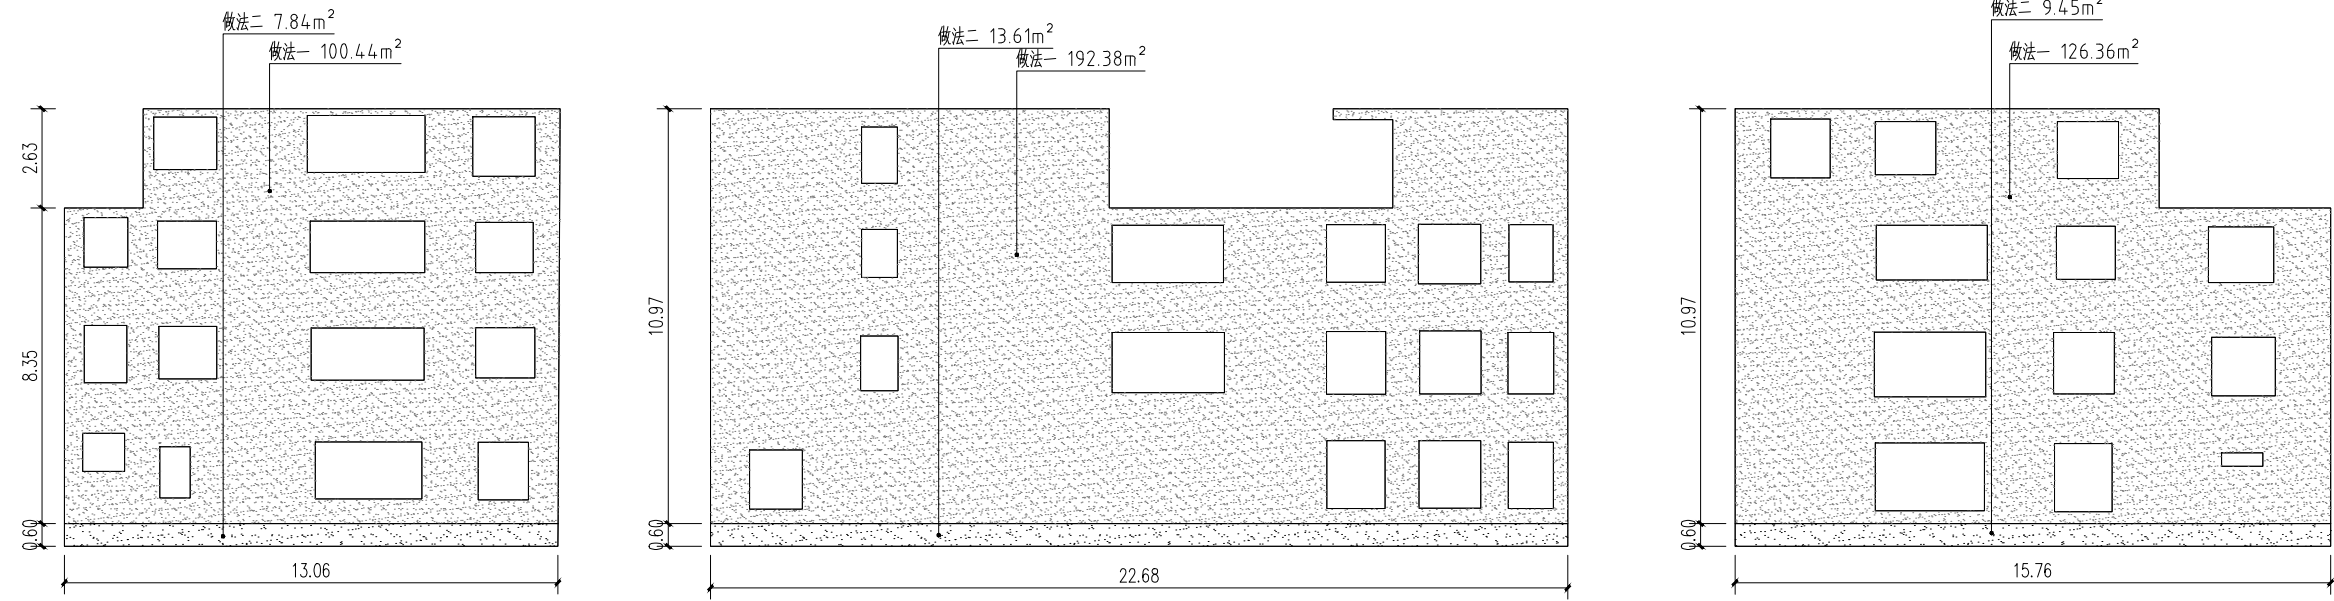 做法二 7.84m²
做法一 100.44m²
2.63
8.35
0.60
13.06
做法二 13.61m²
做法一 192.38m²
10.97
0.60
22.68
做法二 9.45m²
做法一 126.36m²
10.97
0.60
15.76